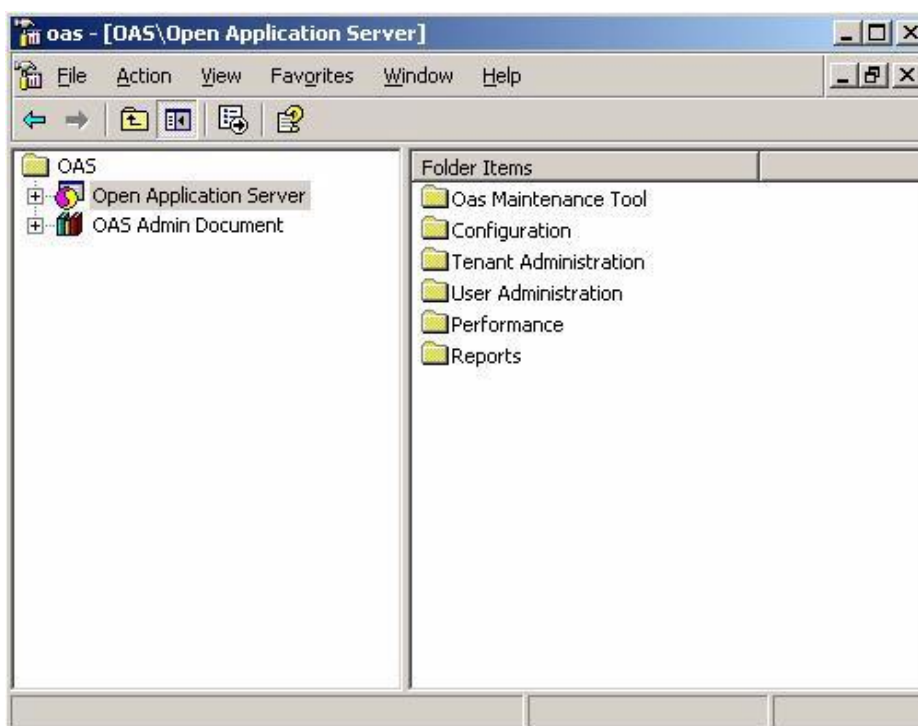 oas - [OAS\Open Application Server]
File Action View Favorites Window Help
OAS
Open Application Server
OAS Admin Document
Folder Items
Oas Maintenance Tool
Configuration
Tenant Administration
User Administration
Performance
Reports